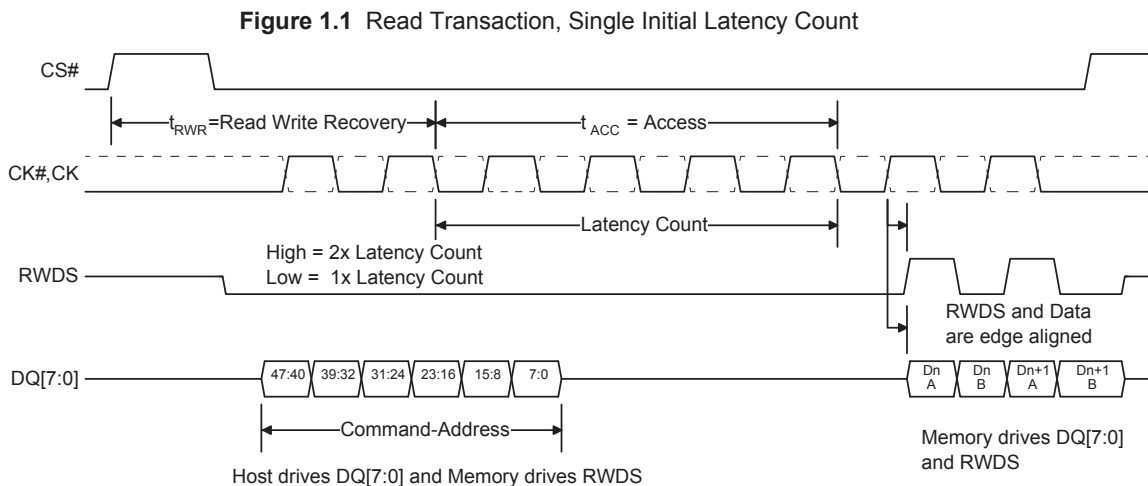 Figure 1.1 Read Transaction, Single Initial Latency Count
CS#
tRWR=Read Write Recovery
tACC = Access
CK#,CK
Latency Count
High = 2x Latency Count
Low = 1x Latency Count
RWDS
RWDS and Data
are edge aligned
DQ[7:0]
47:40 39:32 31:24 23:16 15:8 7:0
Dn Dn Dn+1 Dn+1
A B A B
Command-Address
Memory drives DQ[7:0]
and RWDS
Host drives DQ[7:0] and Memory drives RWDS